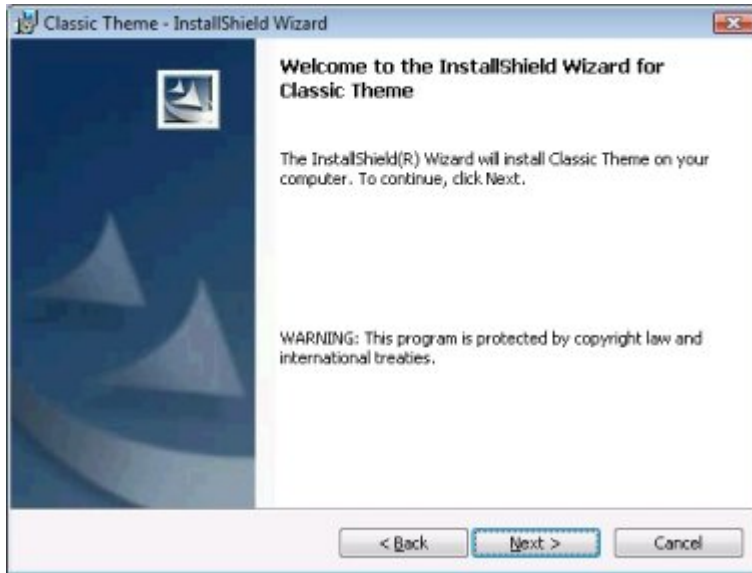 Classic Theme - InstallShield Wizard
Welcome to the InstallShield Wizard for
Classic Theme
The InstallShield(R) Wizard will install Classic Theme on your
computer. To continue, click Next.
WARNING: This program is protected by copyright law and
international treaties.
< Back
Next >
Cancel